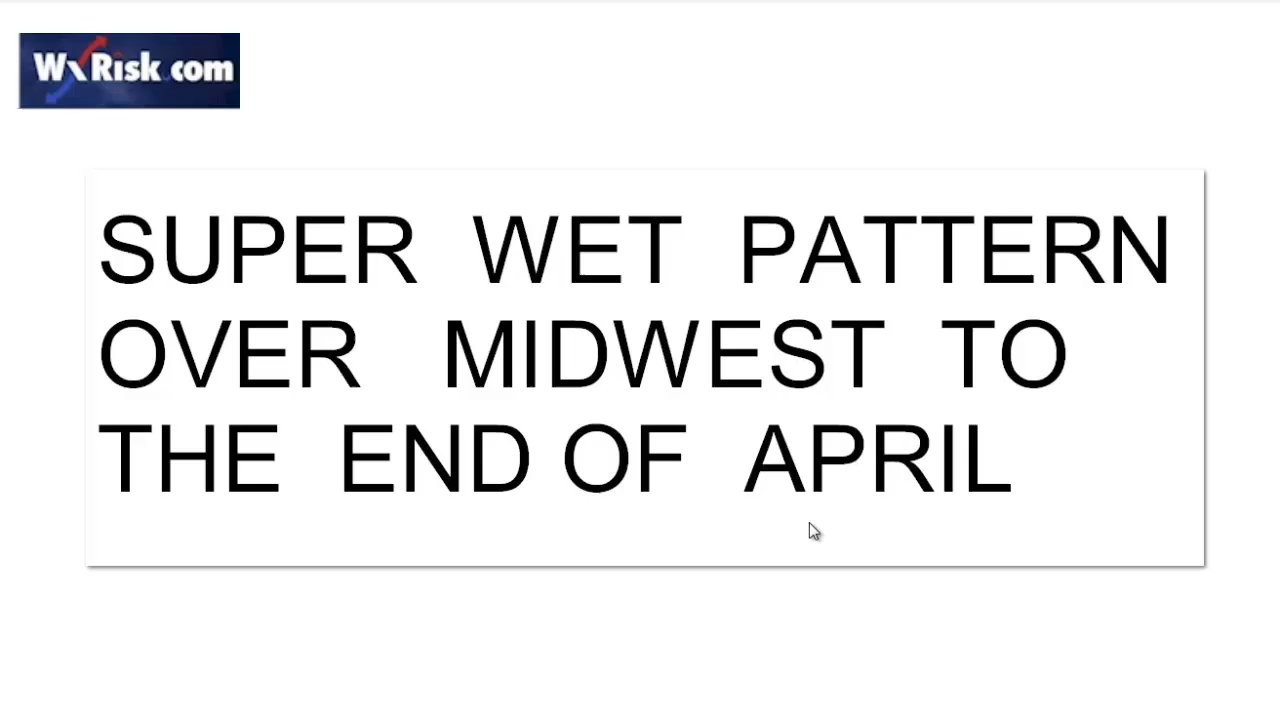 WxRisk.com
SUPER WET PATTERN
OVER MIDWEST TO
THE END OF APRIL